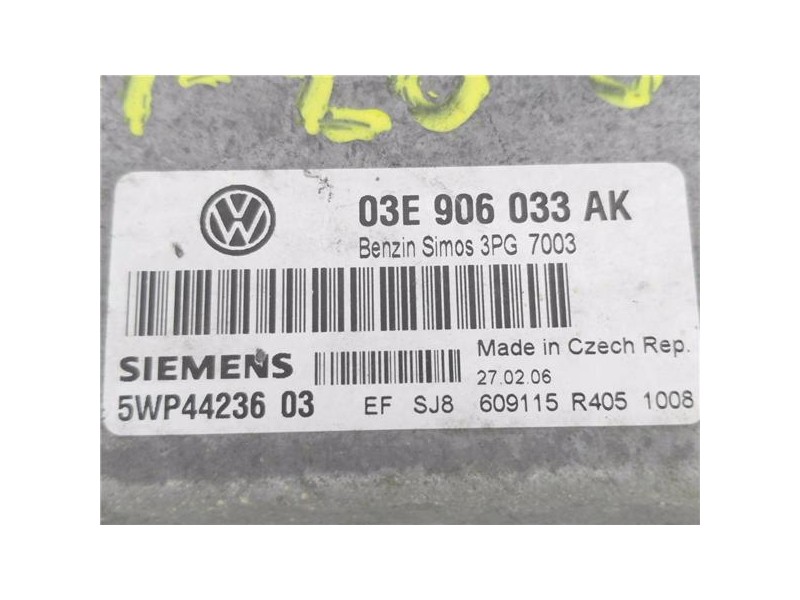 03E 906 033 AK
Benzin Simos 3PG 7003
SIEMENS
Made in Czech Rep.
27.02.06
5WP44236 03
EF SJ8 609115 R405 1008